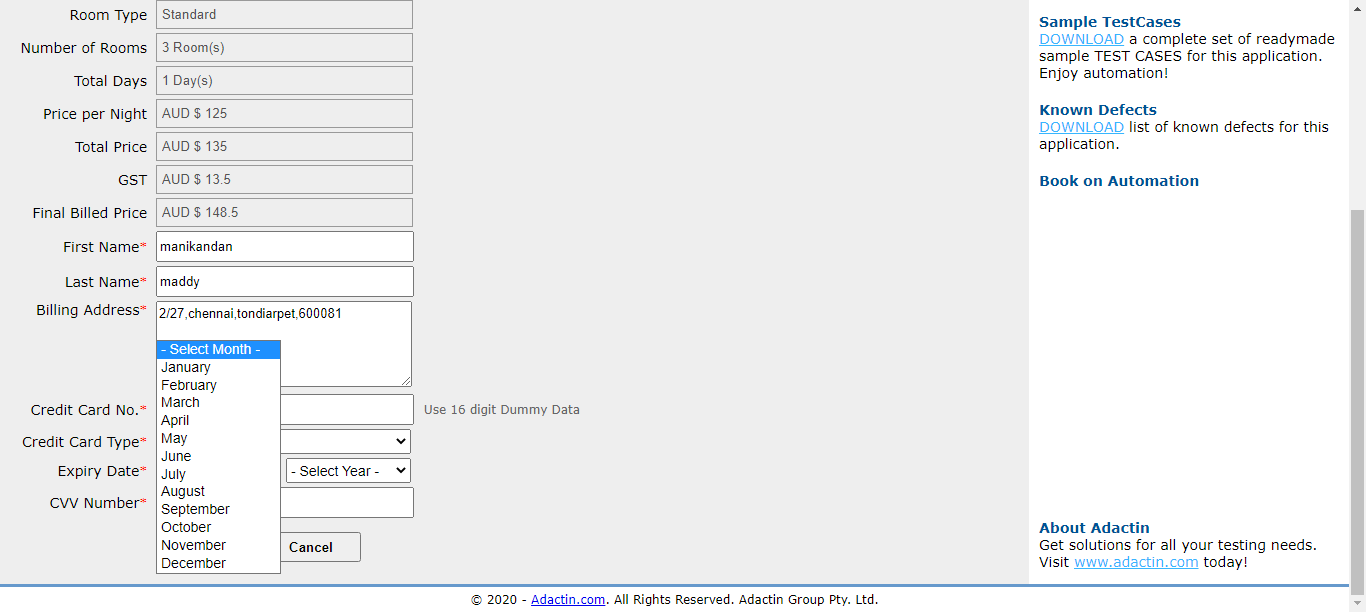 Room Type Standard
Number of Rooms 3 Room(s)
Total Days 1 Day(s)
Price per Night AUD $ 125
Total Price AUD $ 135
GST AUD $ 13.5
Final Billed Price AUD $ 148.5
First Name* manikandan
Last Name* maddy
Billing Address* 2/27,chennai,tondiarpet,600081
- Select Month -
January
February
March
April
May
June
July
August
September
October
November
December
Credit Card No.* Use 16 digit Dummy Data
Credit Card Type*
Expiry Date* - Select Year -
CVV Number*
Cancel
Sample TestCases
DOWNLOAD a complete set of readymade
sample TEST CASES for this application.
Enjoy automation!
Known Defects
DOWNLOAD list of known defects for this
application.
Book on Automation
About Adactin
Get solutions for all your testing needs.
Visit www.adactin.com today!
© 2020 - Adactin.com. All Rights Reserved. Adactin Group Pty. Ltd.